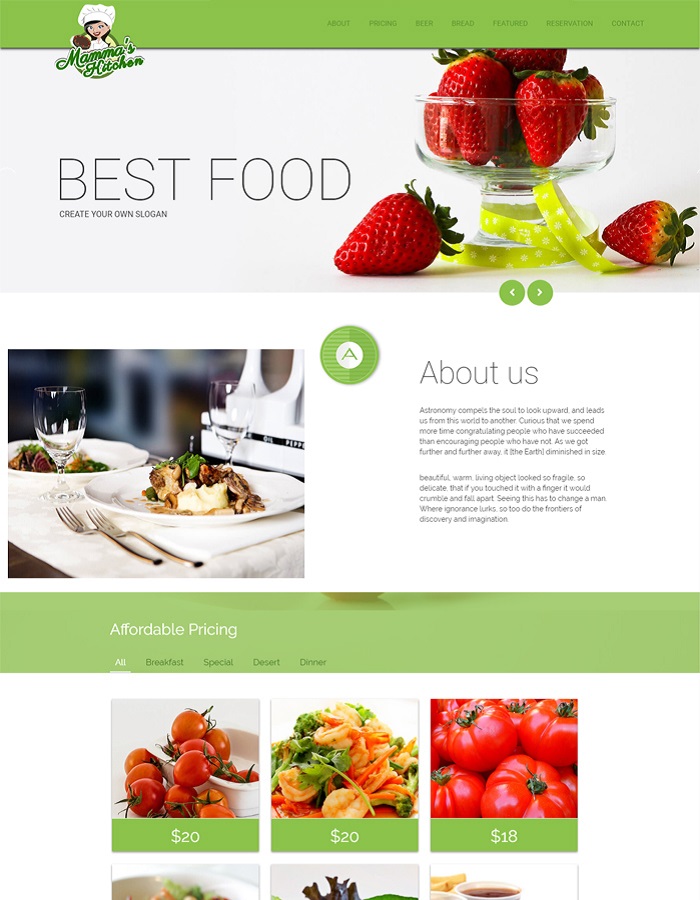 Mamma's
Kitchen
ABOUT PRICING BEER BREAD FEATURED RESERVATION CONTACT
BEST FOOD
CREATE YOUR OWN SLOGAN
A
OIL PEPPER
About us
Astronomy compels the soul to look upward, and leads
us from this world to another. Curious that we spend
more time congratulating people who have succeeded
than encouraging people who have not. As we got
further and further away, it [the Earth] diminished in size
beautiful, warm, living object looked so fragile, so
delicate, that if you touched it with a finger it would
crumble and fall apart. Seeing this has to change a man
Where ignorance lurks, so too do the frontiers of
discovery and imagination.
Affordable Pricing
All Breakfast Special Desert Dinner
$20 $20 $18